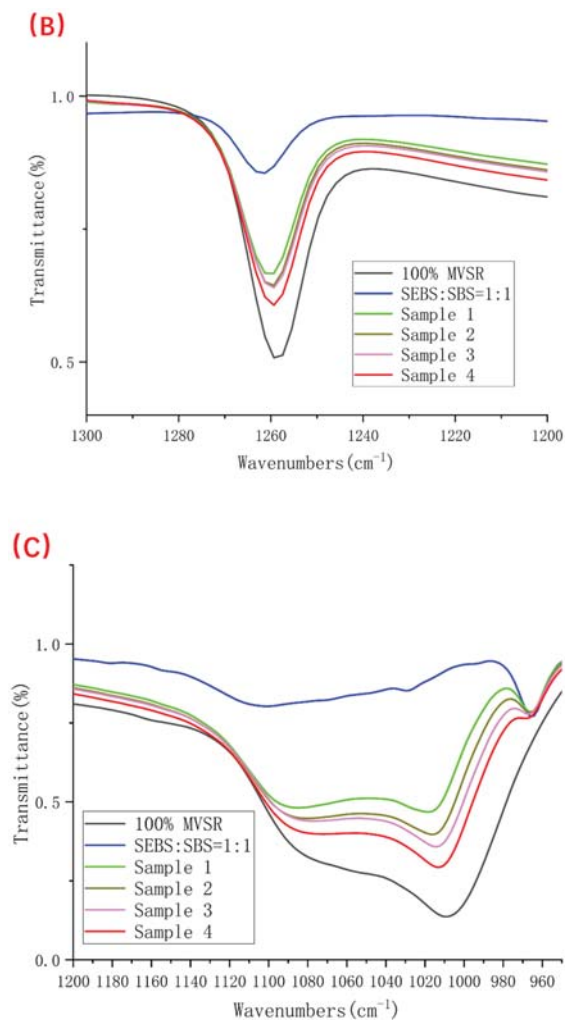 (B)
1.0
0.5
Transmittance(%)
100% MVSR
SEBS:SBS=1:1
Sample 1
Sample 2
Sample 3
Sample 4
1300 1280 1260 1240 1220 1200
Wavenumbers(cm⁻¹)
(C)
1.0
0.5
0.0
Transmittance(%)
100% MVSR
SEBS:SBS=1:1
Sample 1
Sample 2
Sample 3
Sample 4
1200 1180 1160 1140 1120 1100 1080 1060 1040 1020 1000 980 960
Wavenumbers(cm⁻¹)